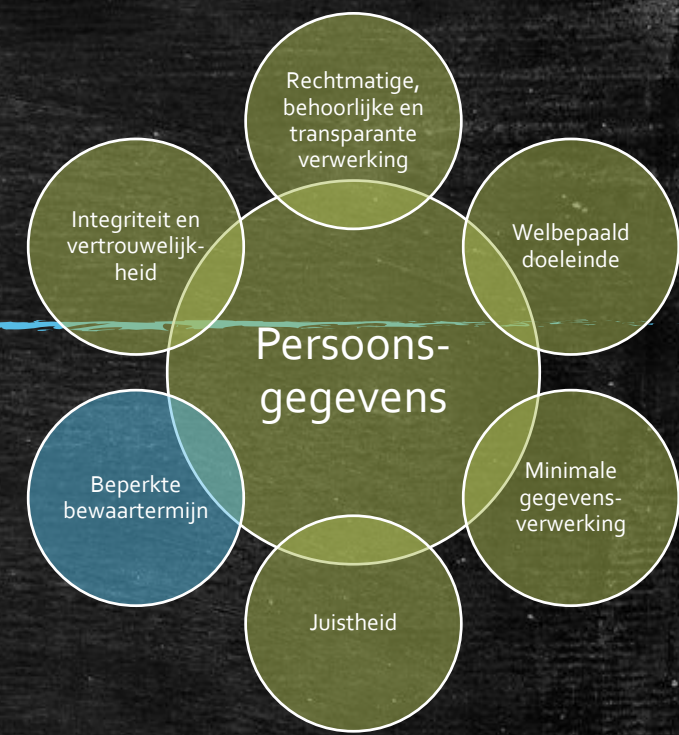 Rechtmatige,
behoorlijke en
transparante
verwerking
Welbepaald
doeleinde
Minimale
gegevens-
verwerking
Juistheid
Beperkte
bewaartermijn
Integriteit en
vertrouwelijk-
heid
Persoons-
gegevens